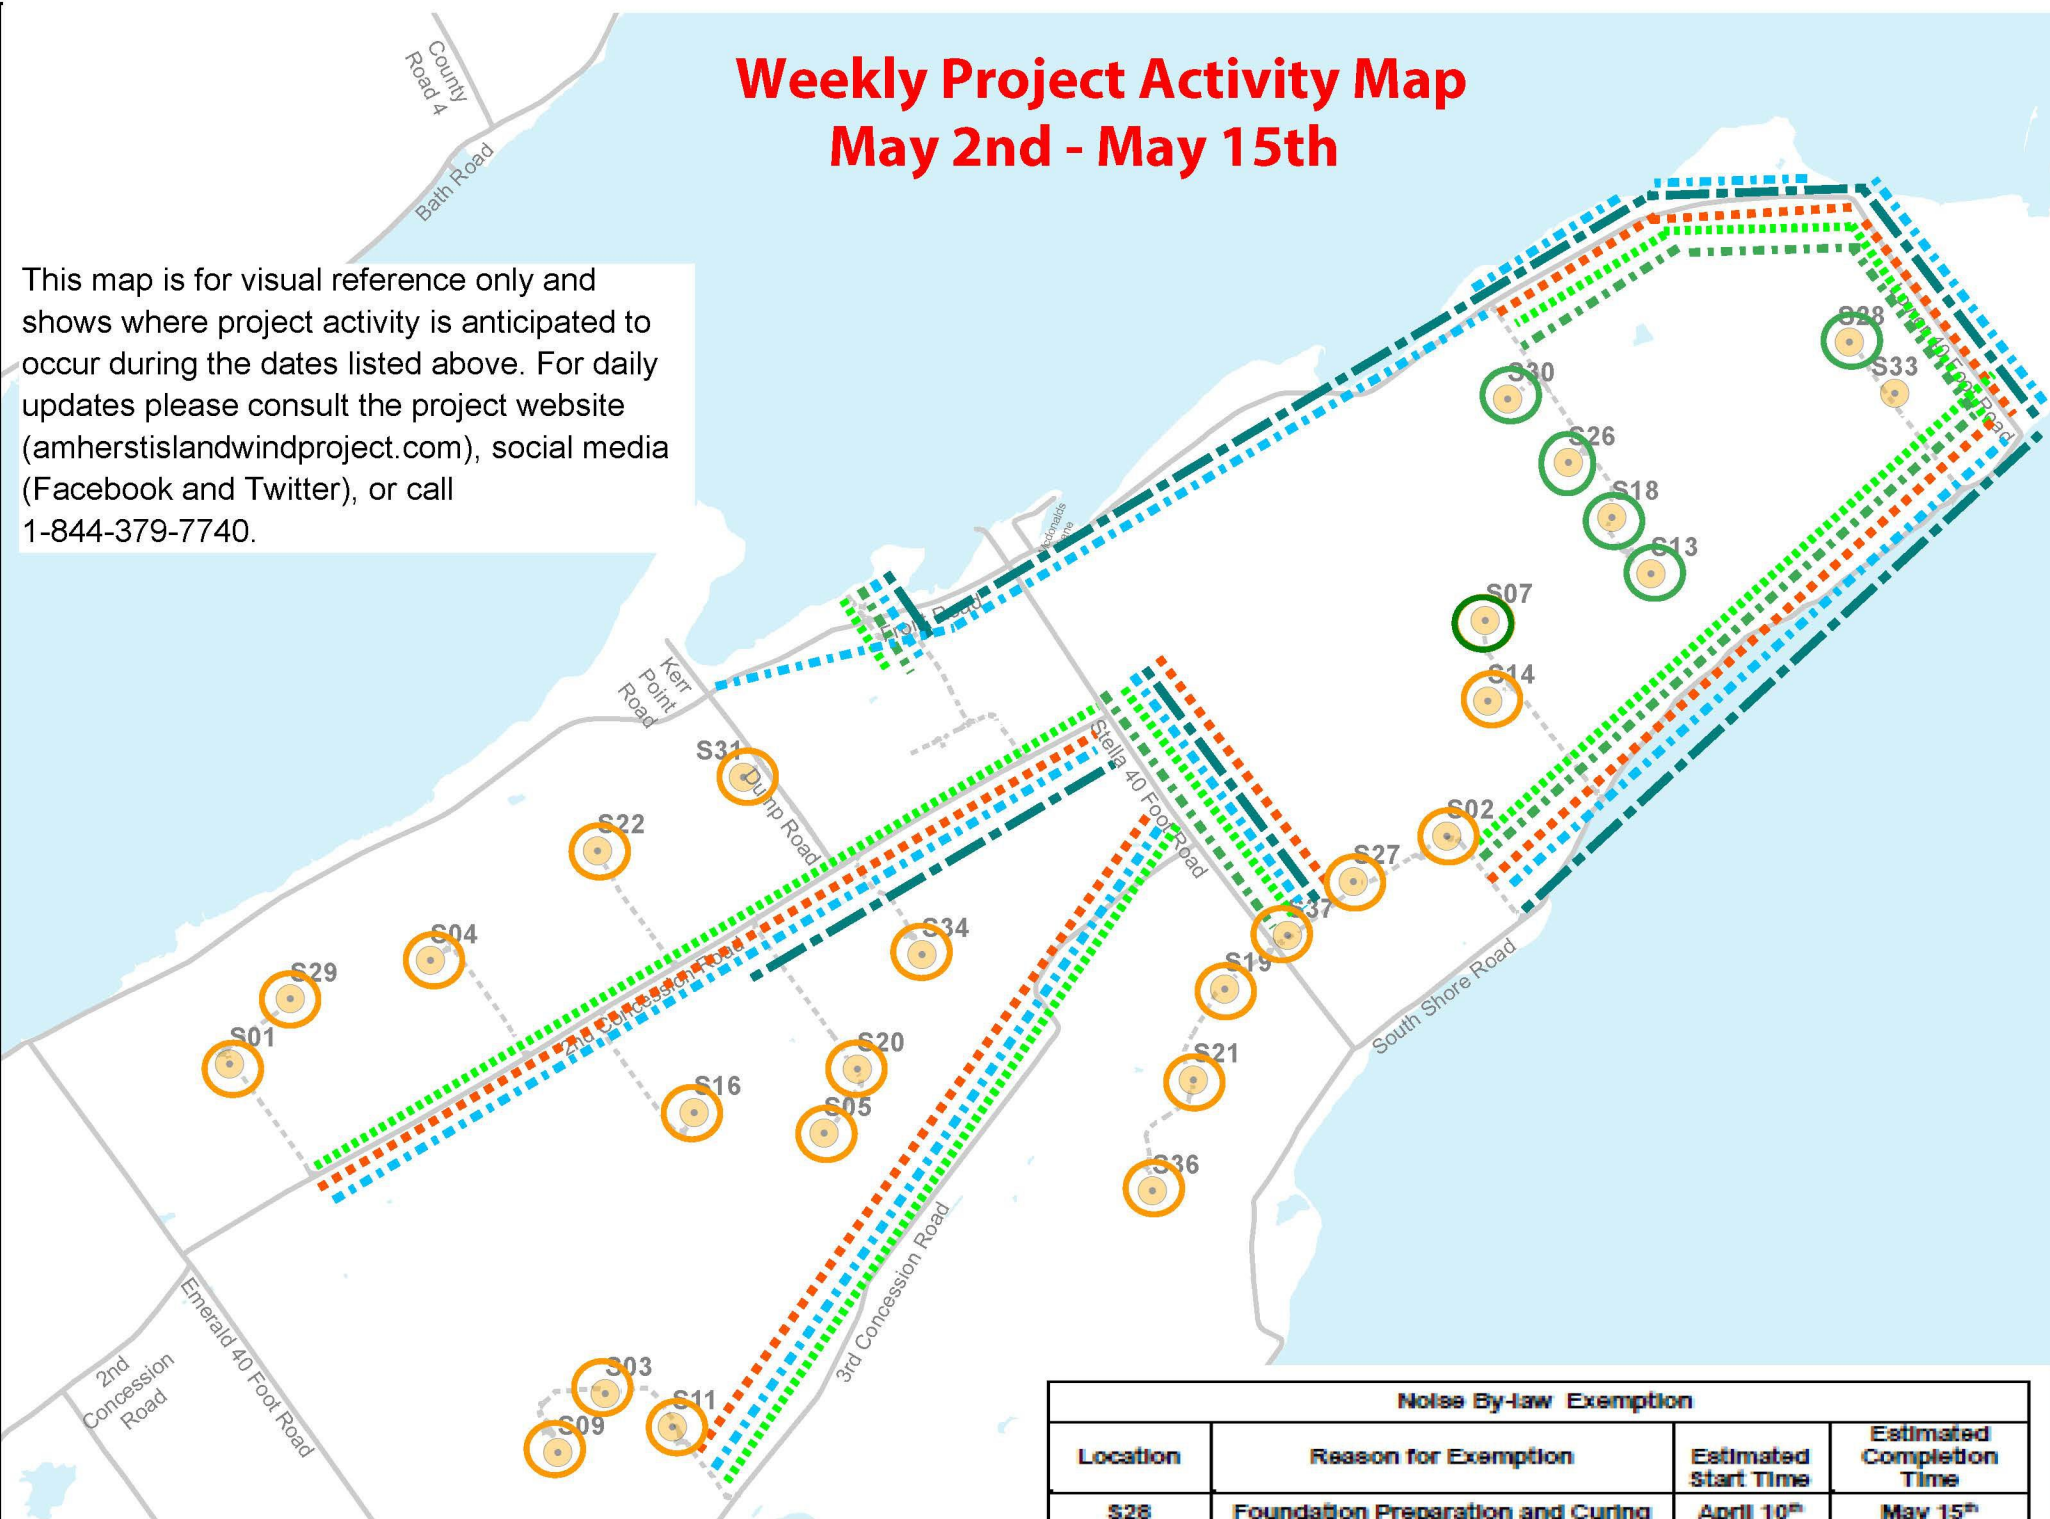 Weekly Project Activity Map
May 2nd - May 15th
County
Road 4
Bath Road
This map is for visual reference only and
shows where project activity is anticipated to
occur during the dates listed above. For daily
updates please consult the project website
(amherstislandwindproject.com), social media
(Facebook and Twitter), or call
1-844-379-7740.
S28
S33
40 Foot Road
S30
S26
S18
S13
S07
S14
Mcdonalds
Lane
Front Road
Kerr
Point
Road
S31
Dump Road
Stella 40 Foot Road
S22
S02
S27
S37
S04
S34
S29
S19
2nd Concession Road
South Shore Road
S01
S20
S21
S16
S05
S36
3rd Concession Road
Emerald 40 Foot Road
2nd
Concession
Road
S03
S11
S09
Noise By-law Exemption
Location
Reason for Exemption
Estimated
Start Time
Estimated
Completion
Time
S28
Foundation Preparation and Curing
April 10th
May 15th